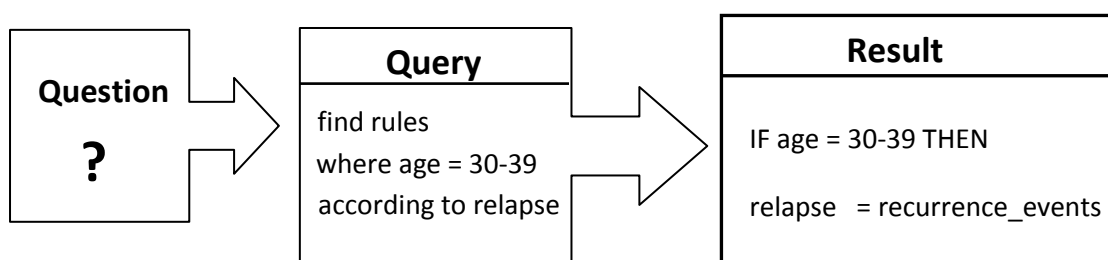 Question
?
Query
find rules
where age = 30-39
according to relapse
Result
IF age = 30-39 THEN
relapse = recurrence_events